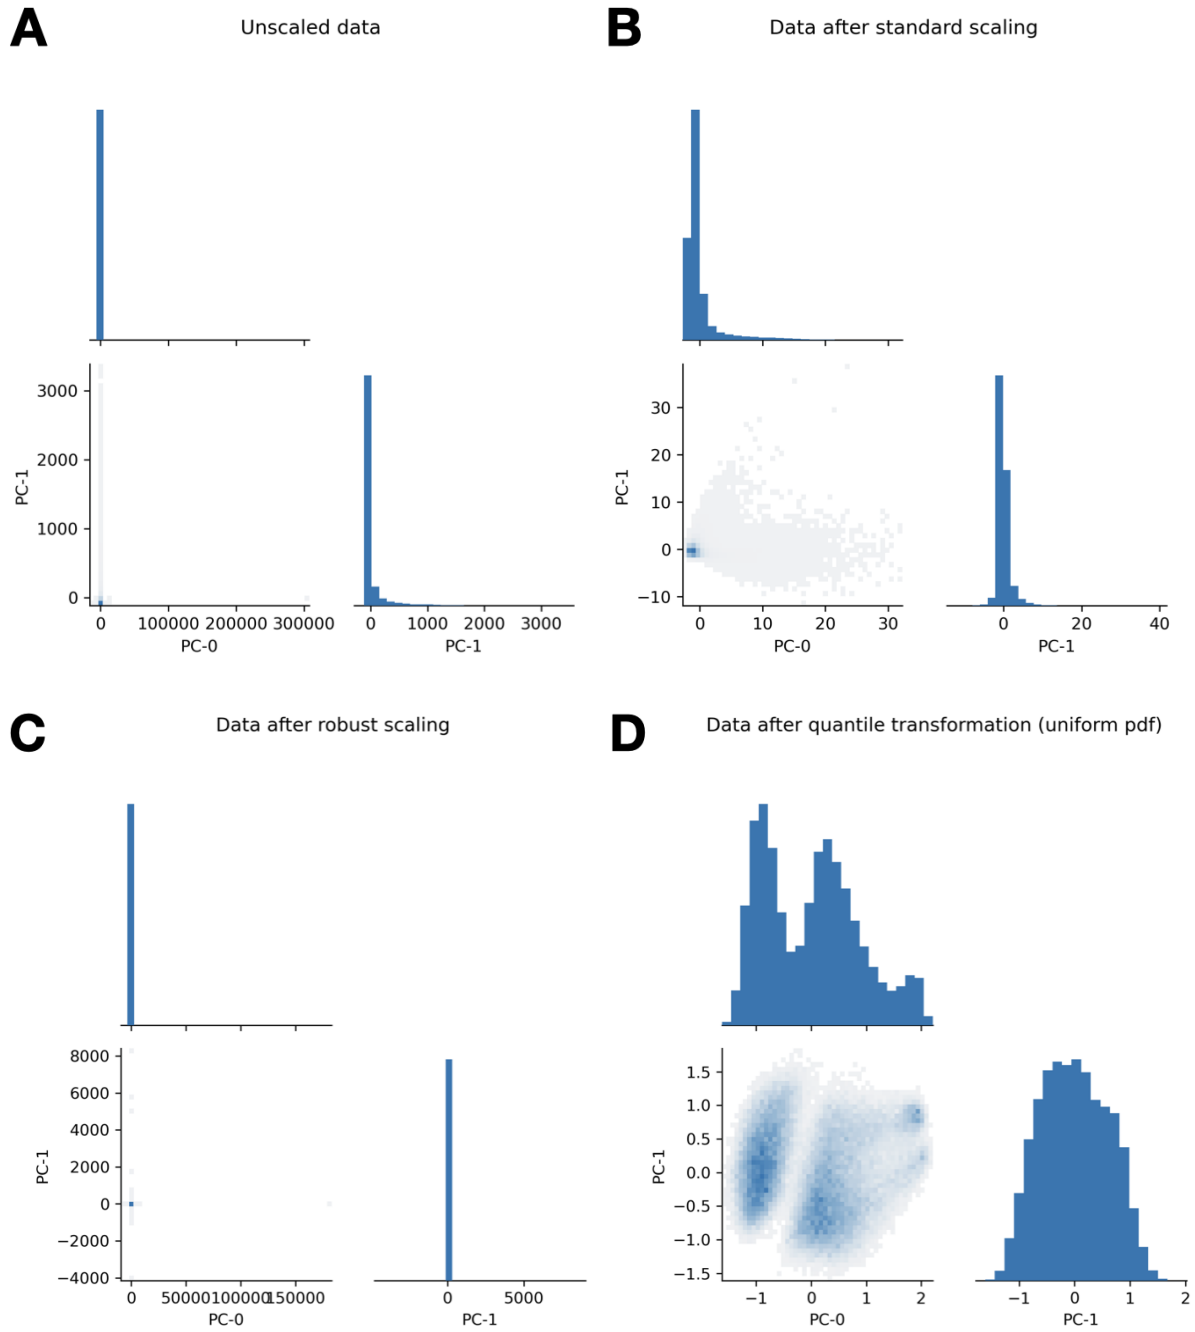 A
Unscaled data
3000
2000
1000
0
PC-1
0 100000 200000 300000
PC-0
0 1000 2000 3000
PC-1
B
Data after standard scaling
30
20
10
0
−10
PC-1
0 10 20 30
PC-0
0 20 40
PC-1
C
Data after robust scaling
8000
6000
4000
2000
0
−2000
−4000
PC-1
0 50000 100000 150000
PC-0
0 5000
PC-1
D
Data after quantile transformation (uniform pdf)
1.5
1.0
0.5
0.0
−0.5
−1.0
−1.5
PC-1
−1 0 1 2
PC-0
−1 0 1 2
PC-1